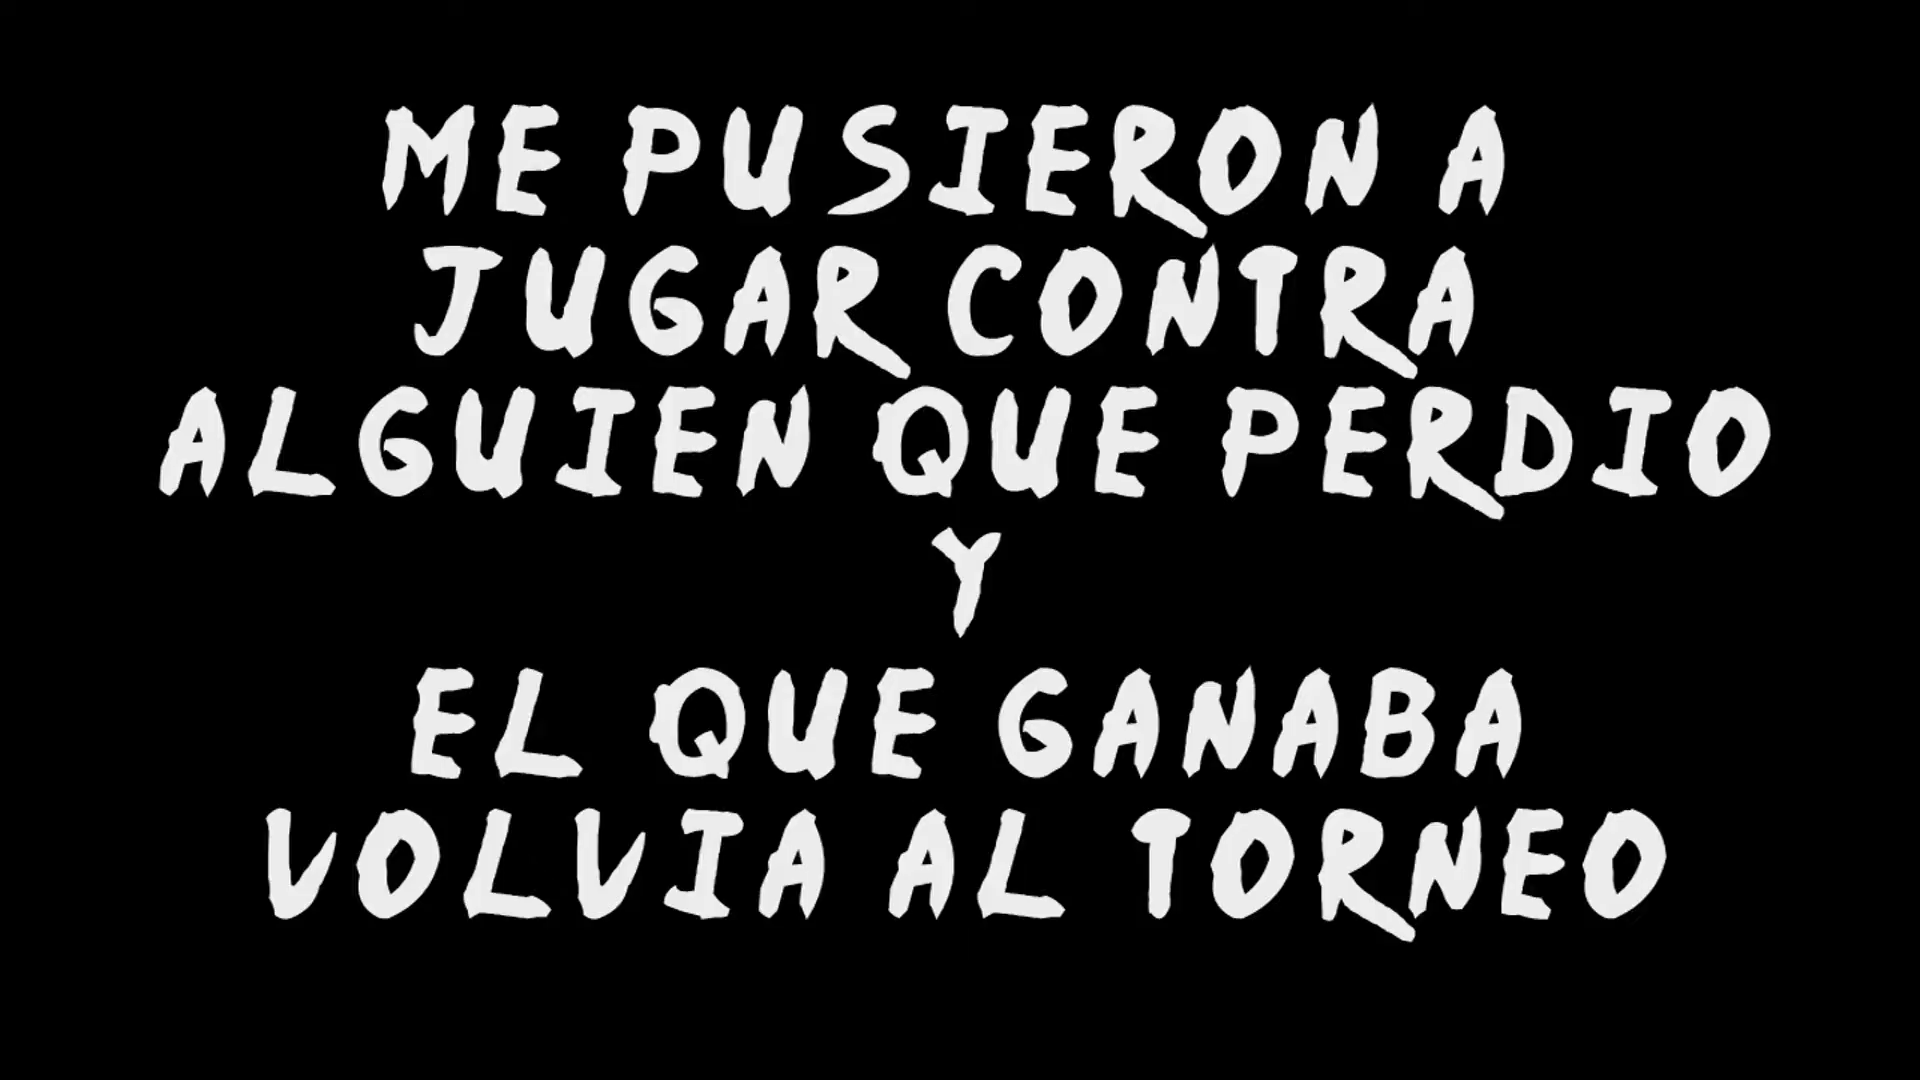 ME PUSIERON A
JUGAR CONTRA
ALGUIEN QUE PERDIO
Y
EL QUE GANABA
VOLVIA AL TORNEO